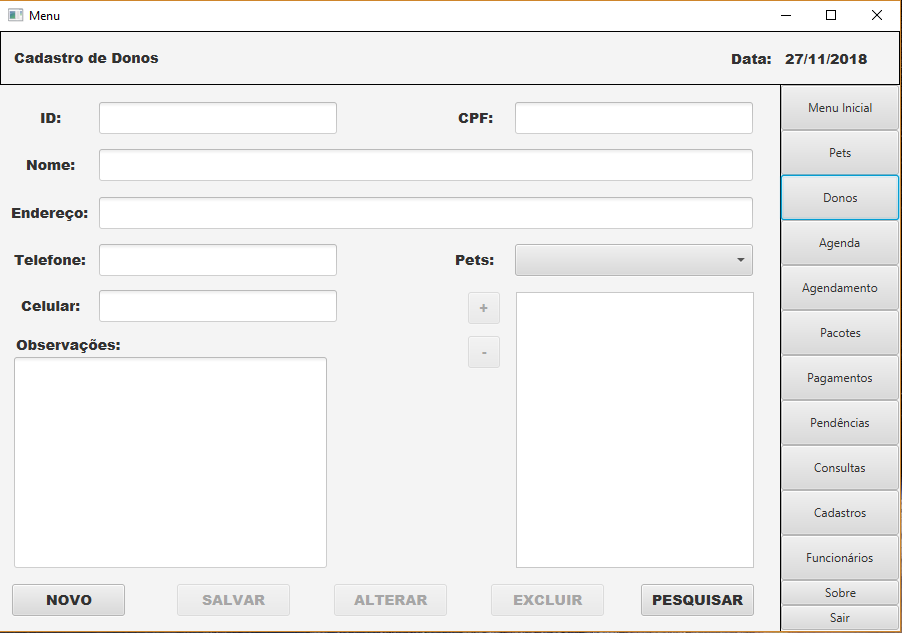 Menu
Cadastro de Donos
Data: 27/11/2018
ID:
CPF:
Nome:
Endereço:
Telefone:
Pets:
Celular:
+
-
Observações:
NOVO
SALVAR
ALTERAR
EXCLUIR
PESQUISAR
Menu Inicial
Pets
Donos
Agenda
Agendamento
Pacotes
Pagamentos
Pendências
Consultas
Cadastros
Funcionários
Sobre
Sair